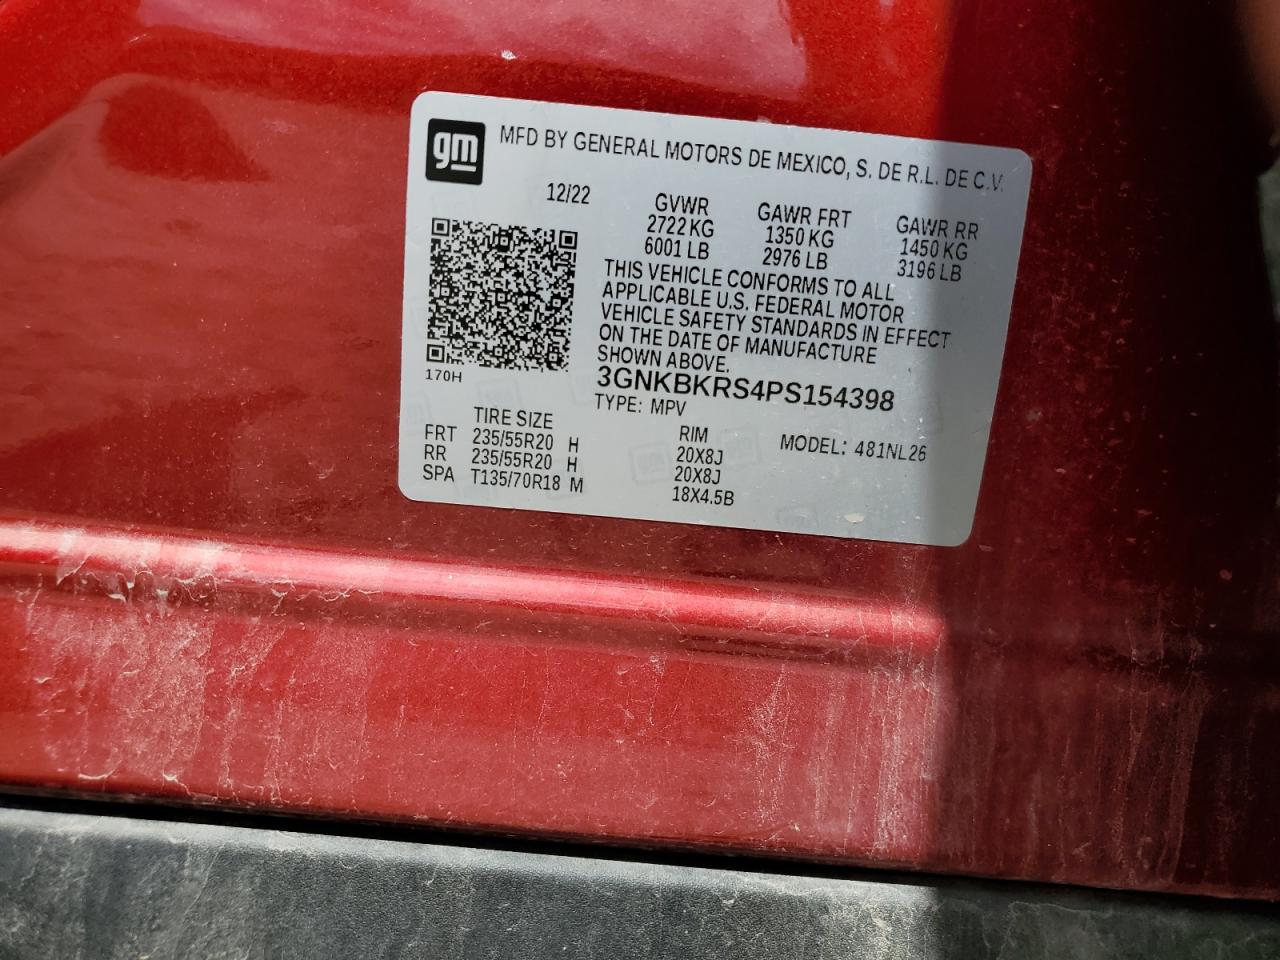 gm
MFD BY GENERAL MOTORS DE MEXICO, S. DE R.L. DE C.V.
12/22 GVWR GAWR FRT GAWR RR
2722 KG 1350 KG 1450 KG
6001 LB 2976 LB 3196 LB
THIS VEHICLE CONFORMS TO ALL
APPLICABLE U.S. FEDERAL MOTOR
VEHICLE SAFETY STANDARDS IN EFFECT
ON THE DATE OF MANUFACTURE
SHOWN ABOVE.
170H
3GNKBKRS4PS154398
TYPE: MPV
TIRE SIZE RIM MODEL: 481NL26
FRT 235/55R20 H 20X8J
RR 235/55R20 H 20X8J
SPA T135/70R18 M 18X4.5B